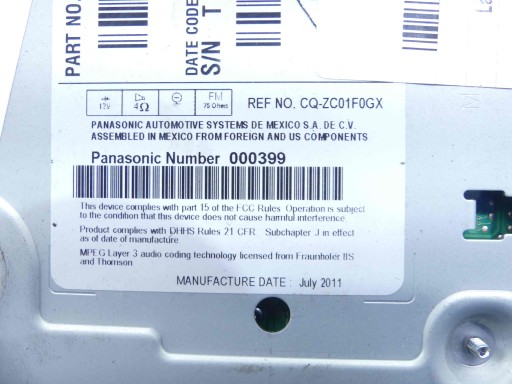 PART NO.
DATE CODE
S/N T
La
12V
4Ω
FM
75 Ohms
REF NO. CQ-ZC01F0GX
PANASONIC AUTOMOTIVE SYSTEMS DE MEXICO S.A. DE C.V.
ASSEMBLED IN MEXICO FROM FOREIGN AND US COMPONENTS
Panasonic Number 000399
This device complies with part 15 of the FCC Rules. Operation is subject
to the condition that this device does not cause harmful interference.
Product complies with DHHS Rules 21 CFR Subchapter J in effect
as of date of manufacture.
MPEG Layer 3 audio coding technology licensed from Fraunhofer IIS
and Thomson.
MANUFACTURE DATE : July 2011